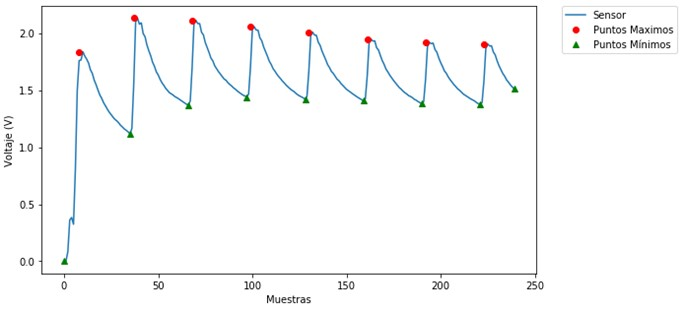 Sensor
Puntos Maximos
Puntos Mínimos
Voltaje (V)
2.0
1.5
1.0
0.5
0.0
0 50 100 150 200 250
Muestras